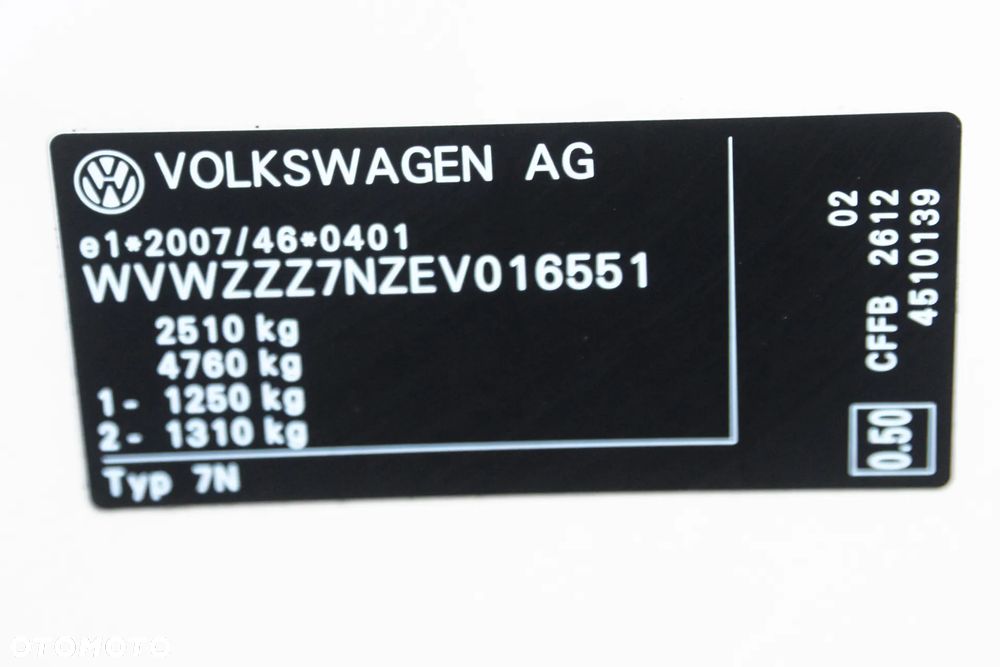 VOLKSWAGEN AG
e1*2007/46*0401
WVWZZZ7NZEV016551
2510 kg
4760 kg
1- 1250 kg
2- 1310 kg
Typ 7N
02
CFFB 2612
4510139
0.50
OTOMOTO